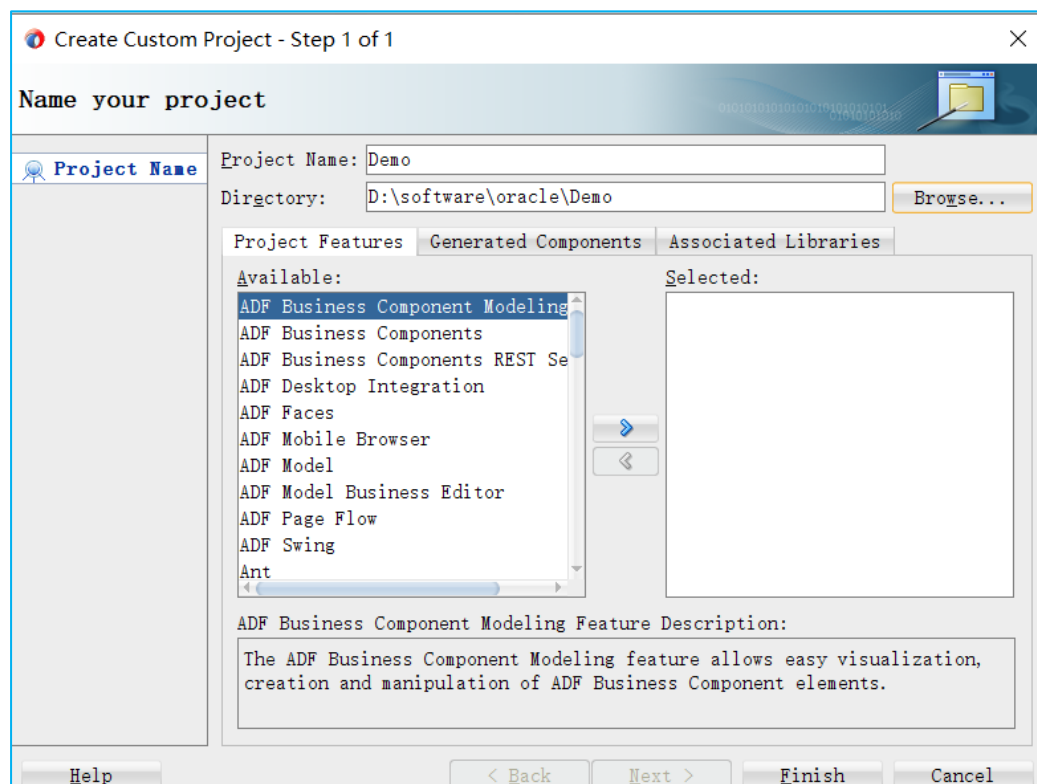 Create Custom Project - Step 1 of 1
Name your project
010101010101010101010101
0101010101010
Project Name
Project Name: Demo
Directory: D:\software\oracle\Demo
Browse...
Project Features
Generated Components
Associated Libraries
Available:
ADF Business Component Modeling
ADF Business Components
ADF Business Components REST Se
ADF Desktop Integration
ADF Faces
ADF Mobile Browser
ADF Model
ADF Model Business Editor
ADF Page Flow
ADF Swing
Ant
Selected:
ADF Business Component Modeling Feature Description:
The ADF Business Component Modeling feature allows easy visualization,
creation and manipulation of ADF Business Component elements.
Help
< Back
Next >
Finish
Cancel